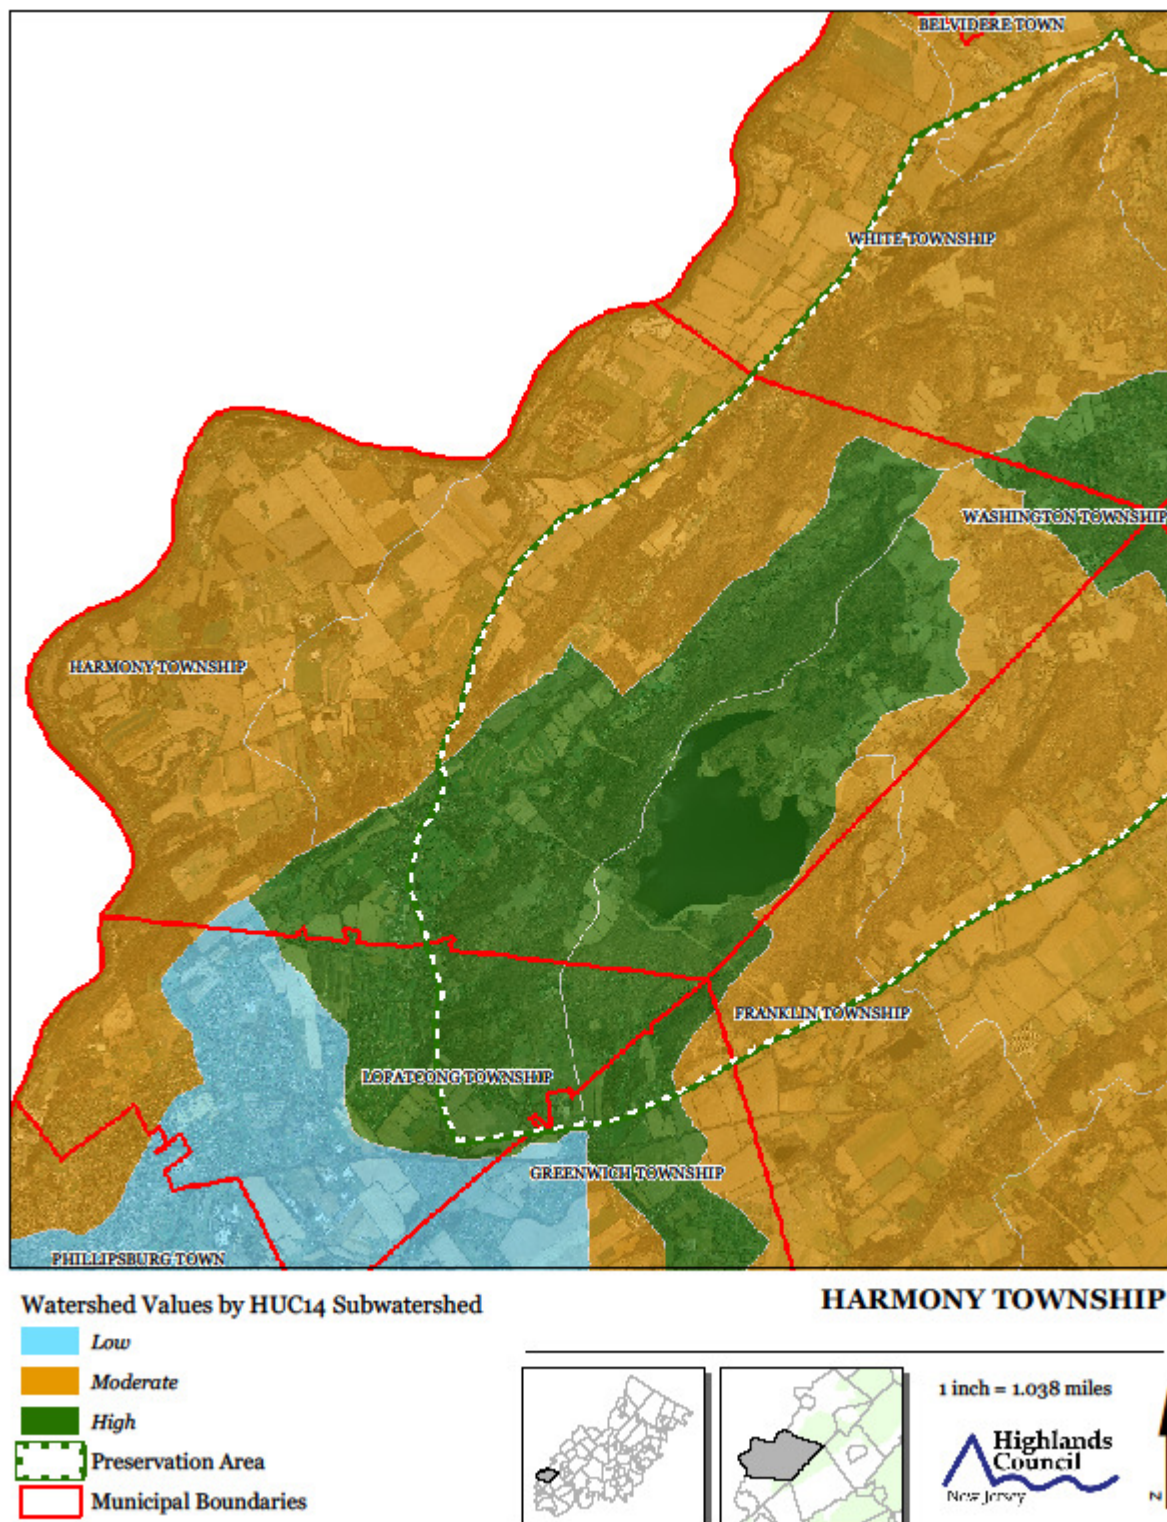 BELVIDERE TOWN
WHITE TOWNSHIP
WASHINGTON TOWNSHIP
HARMONY TOWNSHIP
FRANKLIN TOWNSHIP
LOPATCONG TOWNSHIP
GREENWICH TOWNSHIP
PHILLIPSBURG TOWN
Watershed Values by HUC14 Subwatershed
HARMONY TOWNSHIP
Low
Moderate
High
Preservation Area
Municipal Boundaries
1 inch = 1.038 miles
Highlands
Council
New Jersey
N